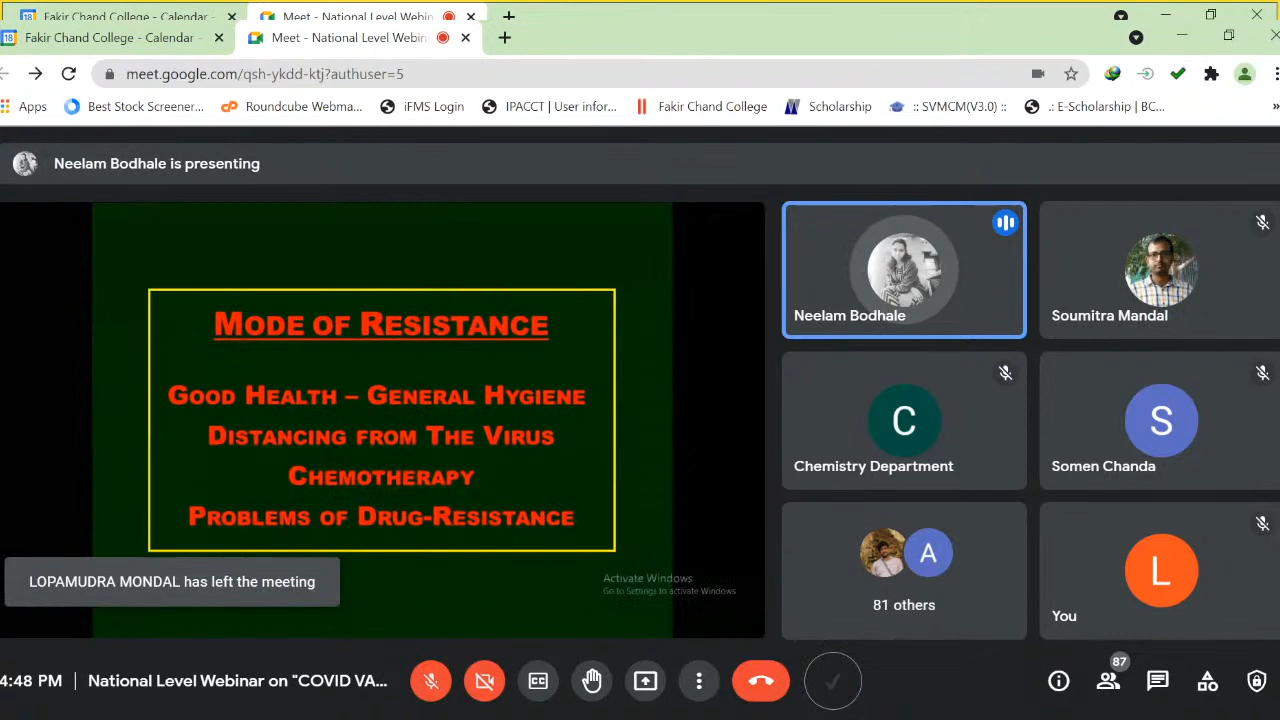 Fakir Chand College - Calendar -
Meet - National Level Webin
Fakir Chand College - Calendar -
Meet - National Level Webin
meet.google.com/qsh-ykdd-ktj?authuser=5
Apps
Best Stock Screener...
Roundcube Webma...
iFMS Login
IPACCT | User infor...
Fakir Chand College
Scholarship
:: SVMCM(V3.0) ::
.: E-Scholarship | BC...
»
Neelam Bodhale is presenting
MODE OF RESISTANCE
GOOD HEALTH – GENERAL HYGIENE
DISTANCING FROM THE VIRUS
CHEMOTHERAPY
PROBLEMS OF DRUG-RESISTANCE
Activate Windows
Go to Settings to activate Windows
LOPAMUDRA MONDAL has left the meeting
Neelam Bodhale
Soumitra Mandal
C
Chemistry Department
S
Somen Chanda
A
81 others
L
You
4:48 PM | National Level Webinar on "COVID VA...
87